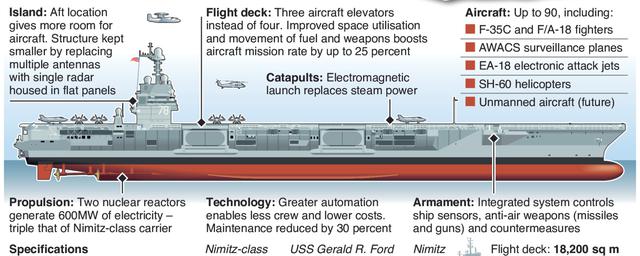 Island: Aft location
gives more room for
aircraft. Structure kept
smaller by replacing
multiple antennas
with single radar
housed in flat panels
Flight deck: Three aircraft elevators
instead of four. Improved space utilisation
and movement of fuel and weapons boosts
aircraft mission rate by up to 25 percent
Catapults: Electromagnetic
launch replaces steam power
Aircraft: Up to 90, including:
F-35C and F/A-18 fighters
AWACS surveillance planes
EA-18 electronic attack jets
SH-60 helicopters
Unmanned aircraft (future)
78
Propulsion: Two nuclear reactors
generate 600MW of electricity –
triple that of Nimitz-class carrier
Technology: Greater automation
enables less crew and lower costs.
Maintenance reduced by 30 percent
Armament: Integrated system controls
ship sensors, anti-air weapons (missiles
and guns) and countermeasures
Specifications
Nimitz-class
USS Gerald R. Ford
Nimitz
Flight deck: 18,200 sq m